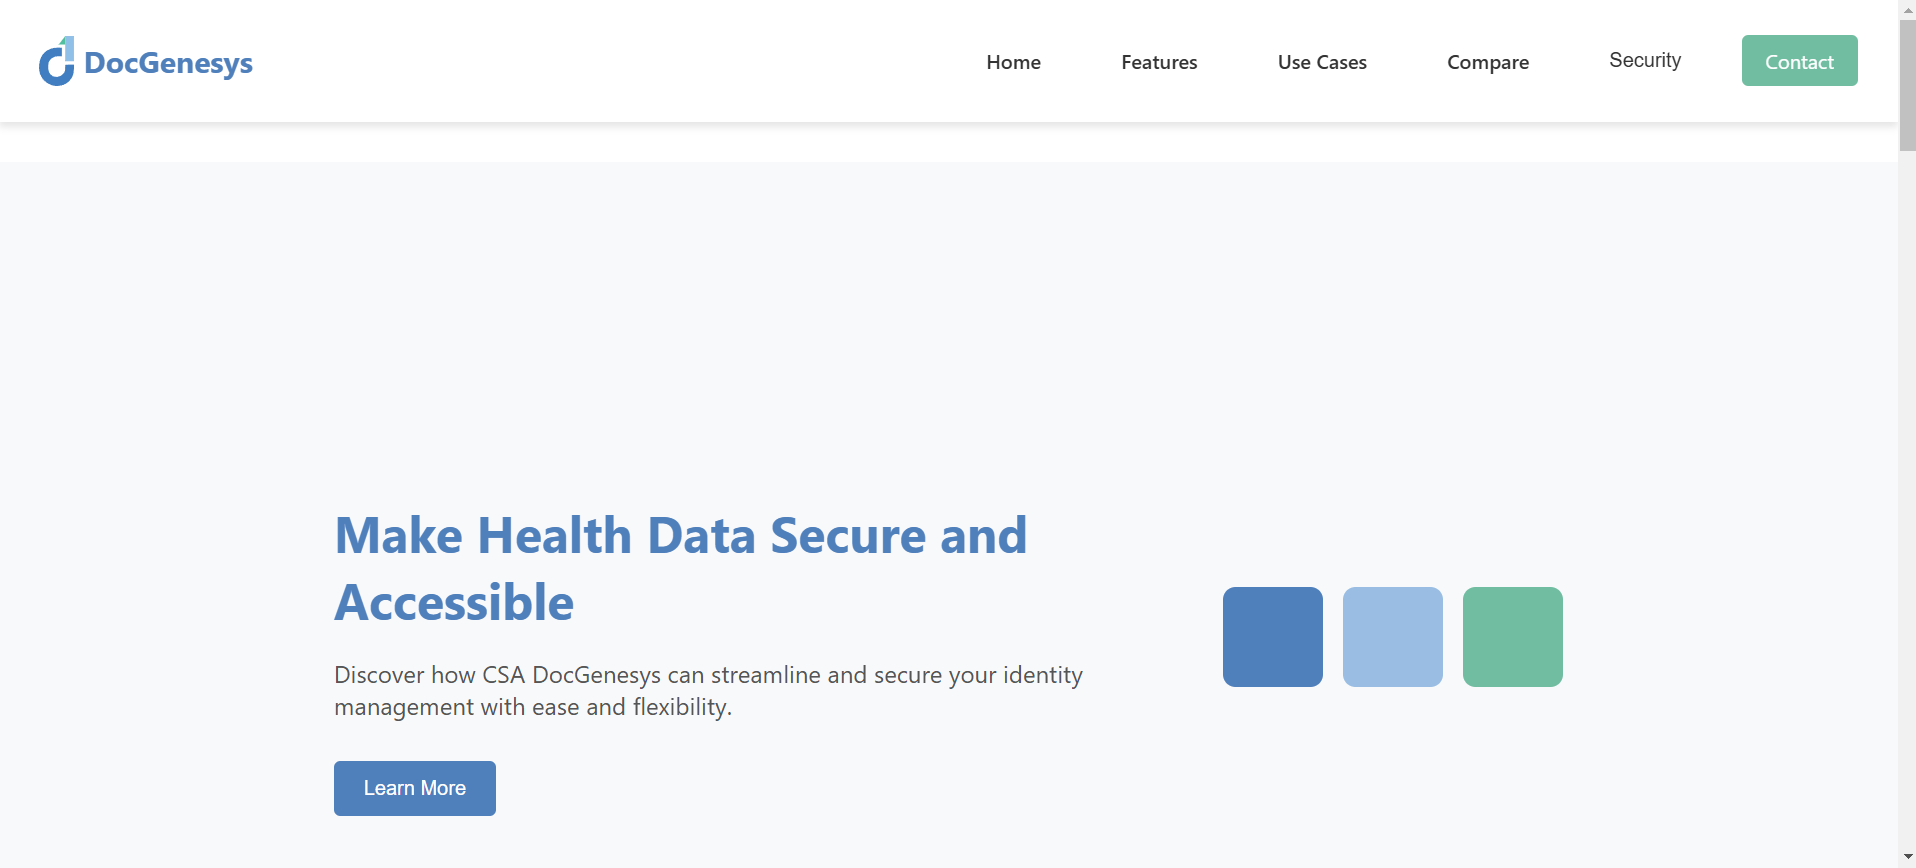 DocGenesys
Home
Features
Use Cases
Compare
Security
Contact
Make Health Data Secure and
Accessible
Discover how CSA DocGenesys can streamline and secure your identity
management with ease and flexibility.
Learn More